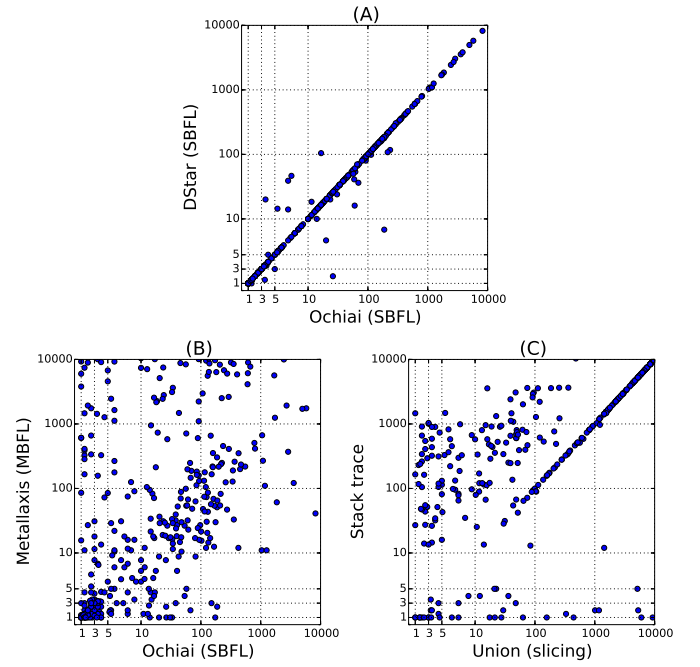 (A)
10000
1000
100
10
5
3
1
DStar (SBFL)
1 3 5 10 100 1000 10000
Ochiai (SBFL)
(B)
10000
1000
100
10
5
3
1
Metallaxis (MBFL)
1 3 5 10 100 1000 10000
Ochiai (SBFL)
(C)
10000
1000
100
10
5
3
1
Stack trace
1 3 5 10 100 1000 10000
Union (slicing)